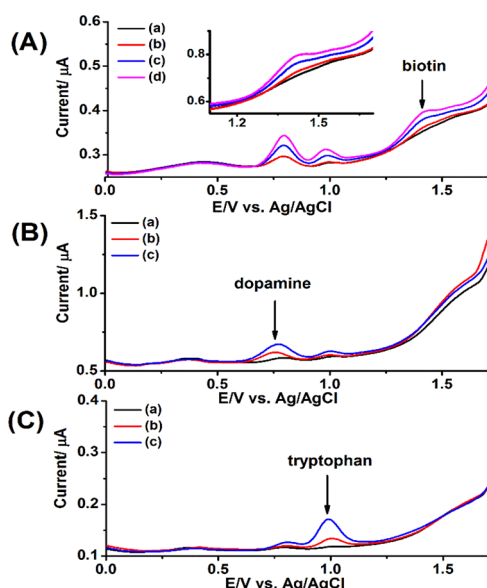 (A)
0.6
0.5
0.4
0.3
Current/ μA
(a)
(b)
(c)
(d)
0.8
0.6
1.2
1.5
biotin
0.0
0.5
1.0
1.5
E/V vs. Ag/AgCl
(B)
1.5
1.0
0.5
Current/ μA
(a)
(b)
(c)
dopamine
0.0
0.5
1.0
1.5
E/V vs. Ag/AgCl
(C)
0.4
0.3
0.2
0.1
Current/ μA
(a)
(b)
(c)
tryptophan
0.0
0.5
1.0
1.5
E/V vs. Ag/AgCl